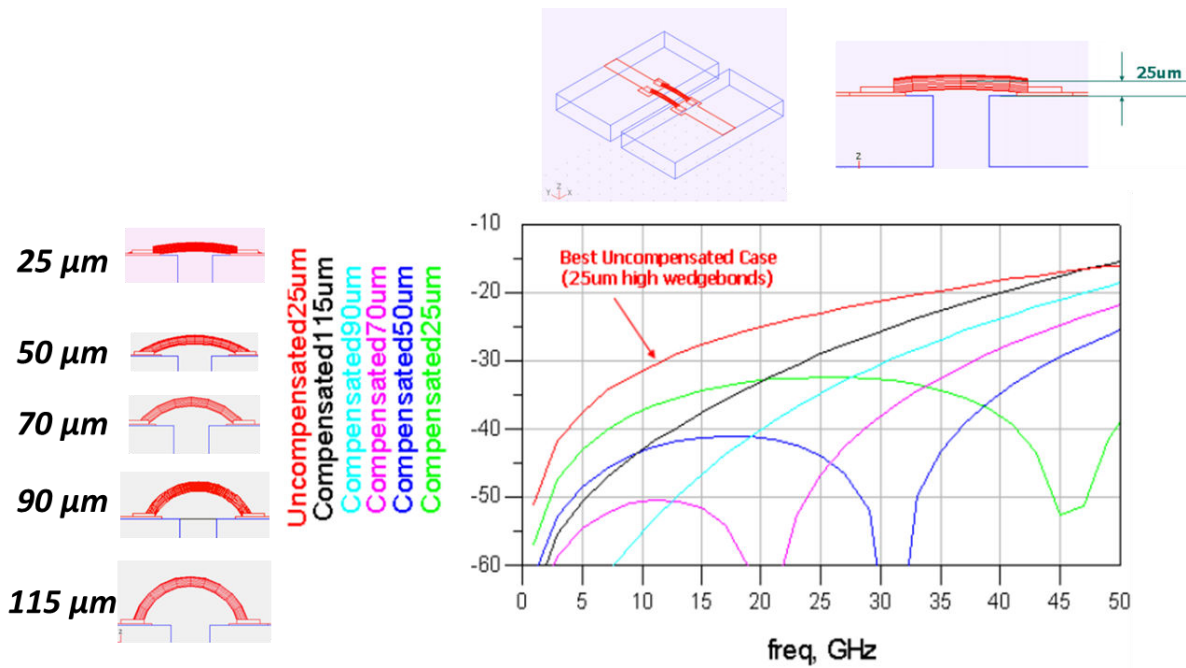 25um
z
Z
Y X
25 µm
50 µm
70 µm
90 µm
115 µm
z
Uncompensated25um
Compensated115um
Compensated90um
Compensated70um
Compensated50um
Compensated25um
Best Uncompensated Case
(25um high wedgebonds)
-10
-20
-30
-40
-50
-60
0 5 10 15 20 25 30 35 40 45 50
freq, GHz